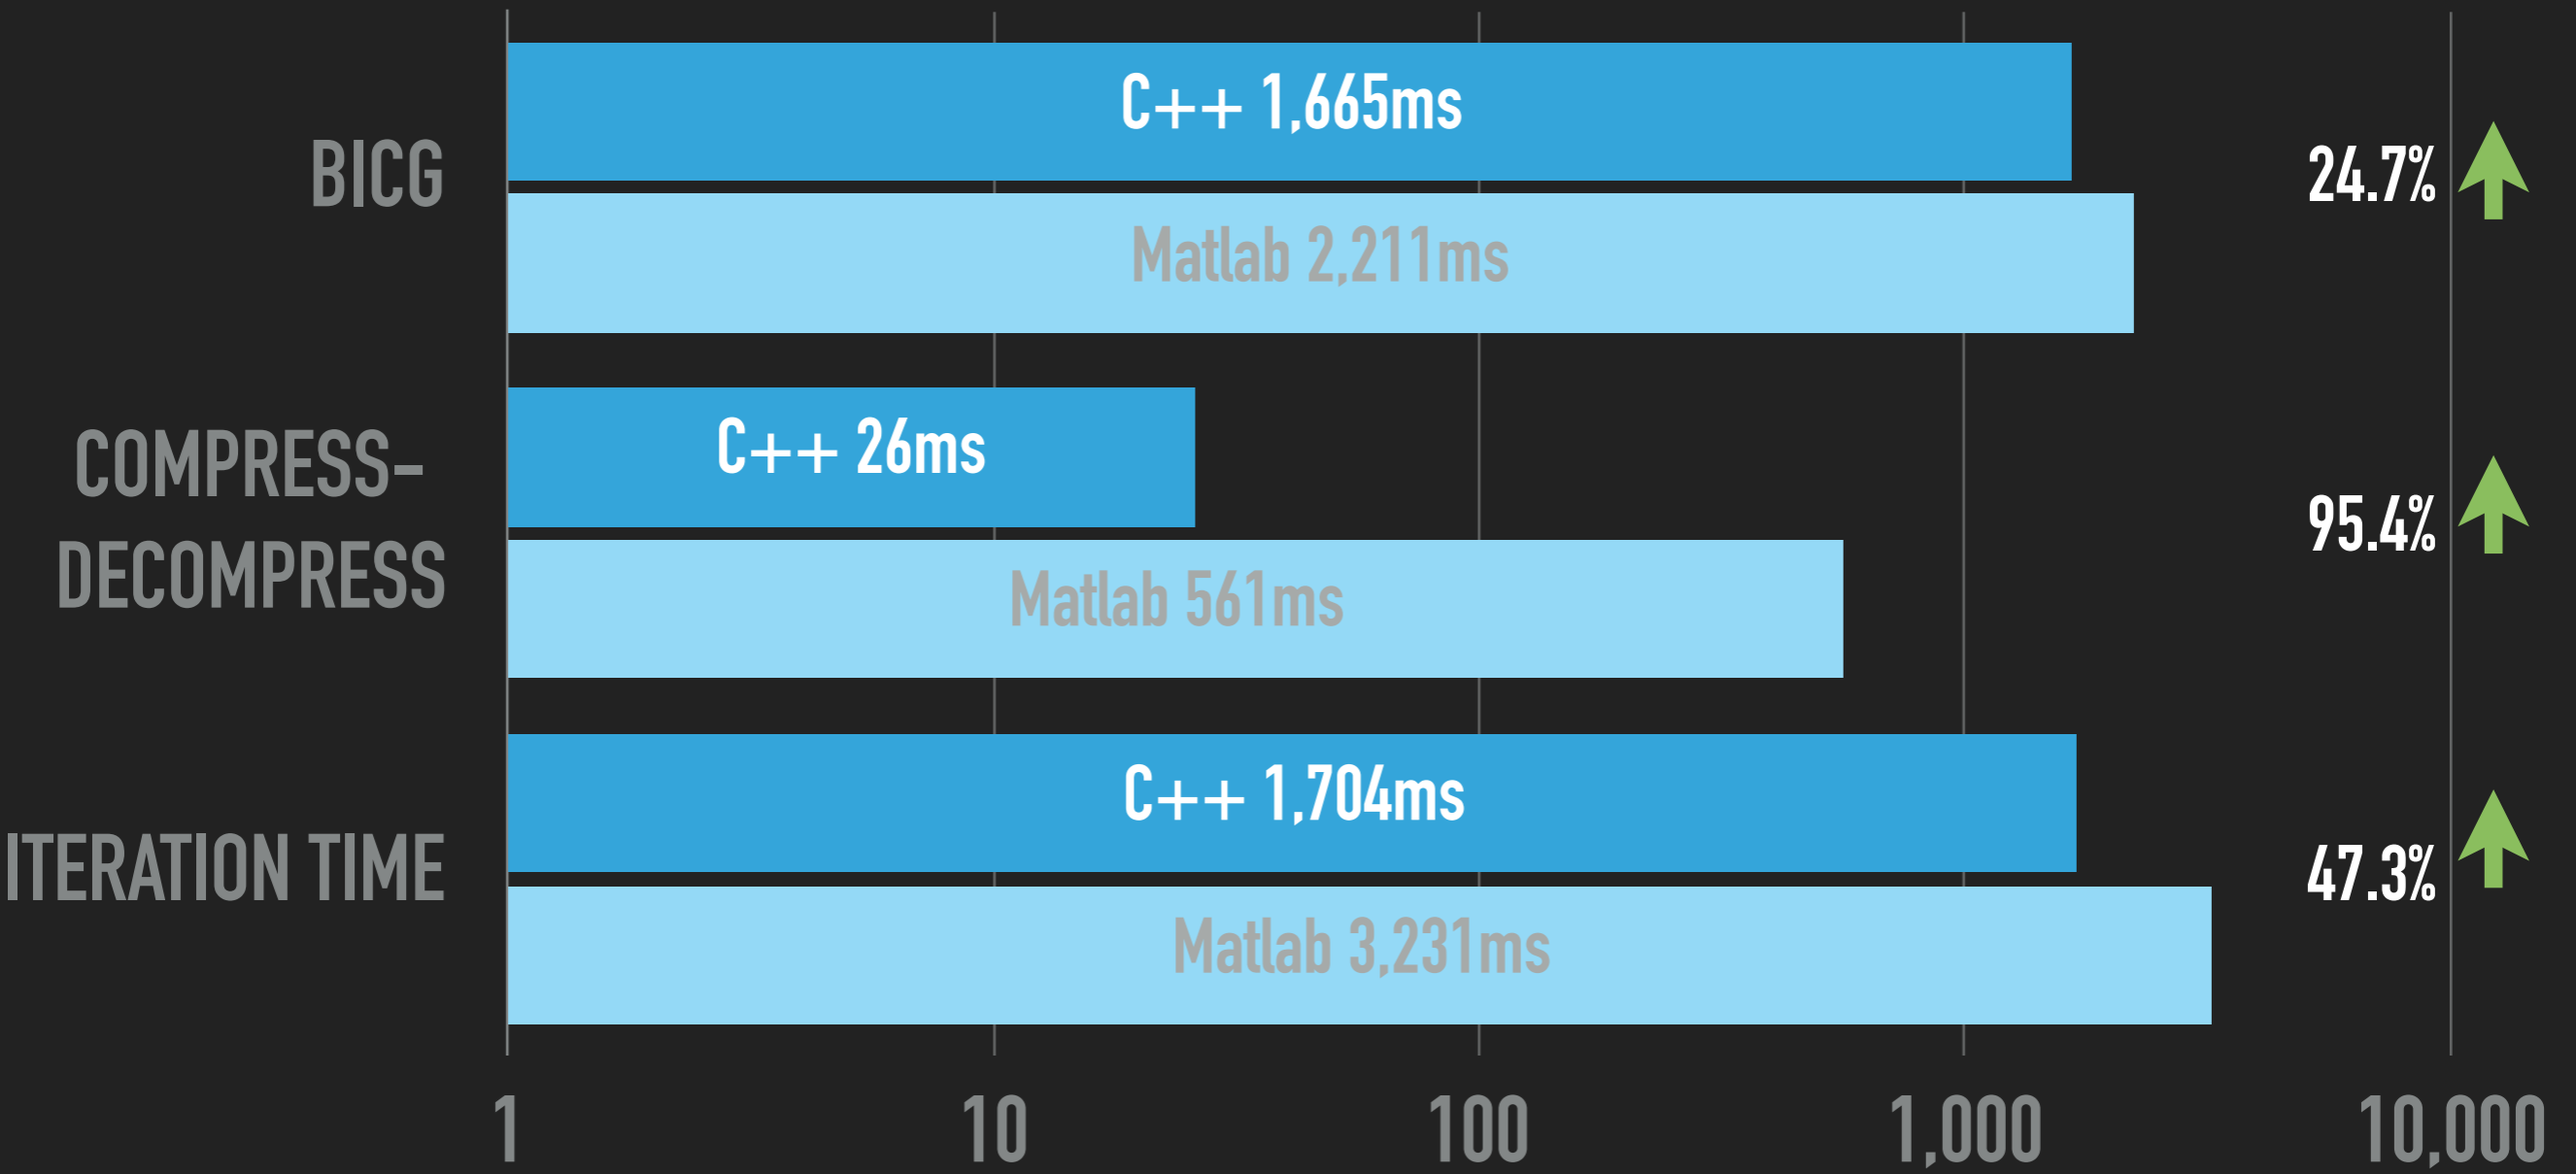 BICG
C++ 1,665ms
Matlab 2,211ms
24.7%
COMPRESS-
DECOMPRESS
C++ 26ms
Matlab 561ms
95.4%
ITERATION TIME
C++ 1,704ms
Matlab 3,231ms
47.3%
1 10 100 1,000 10,000